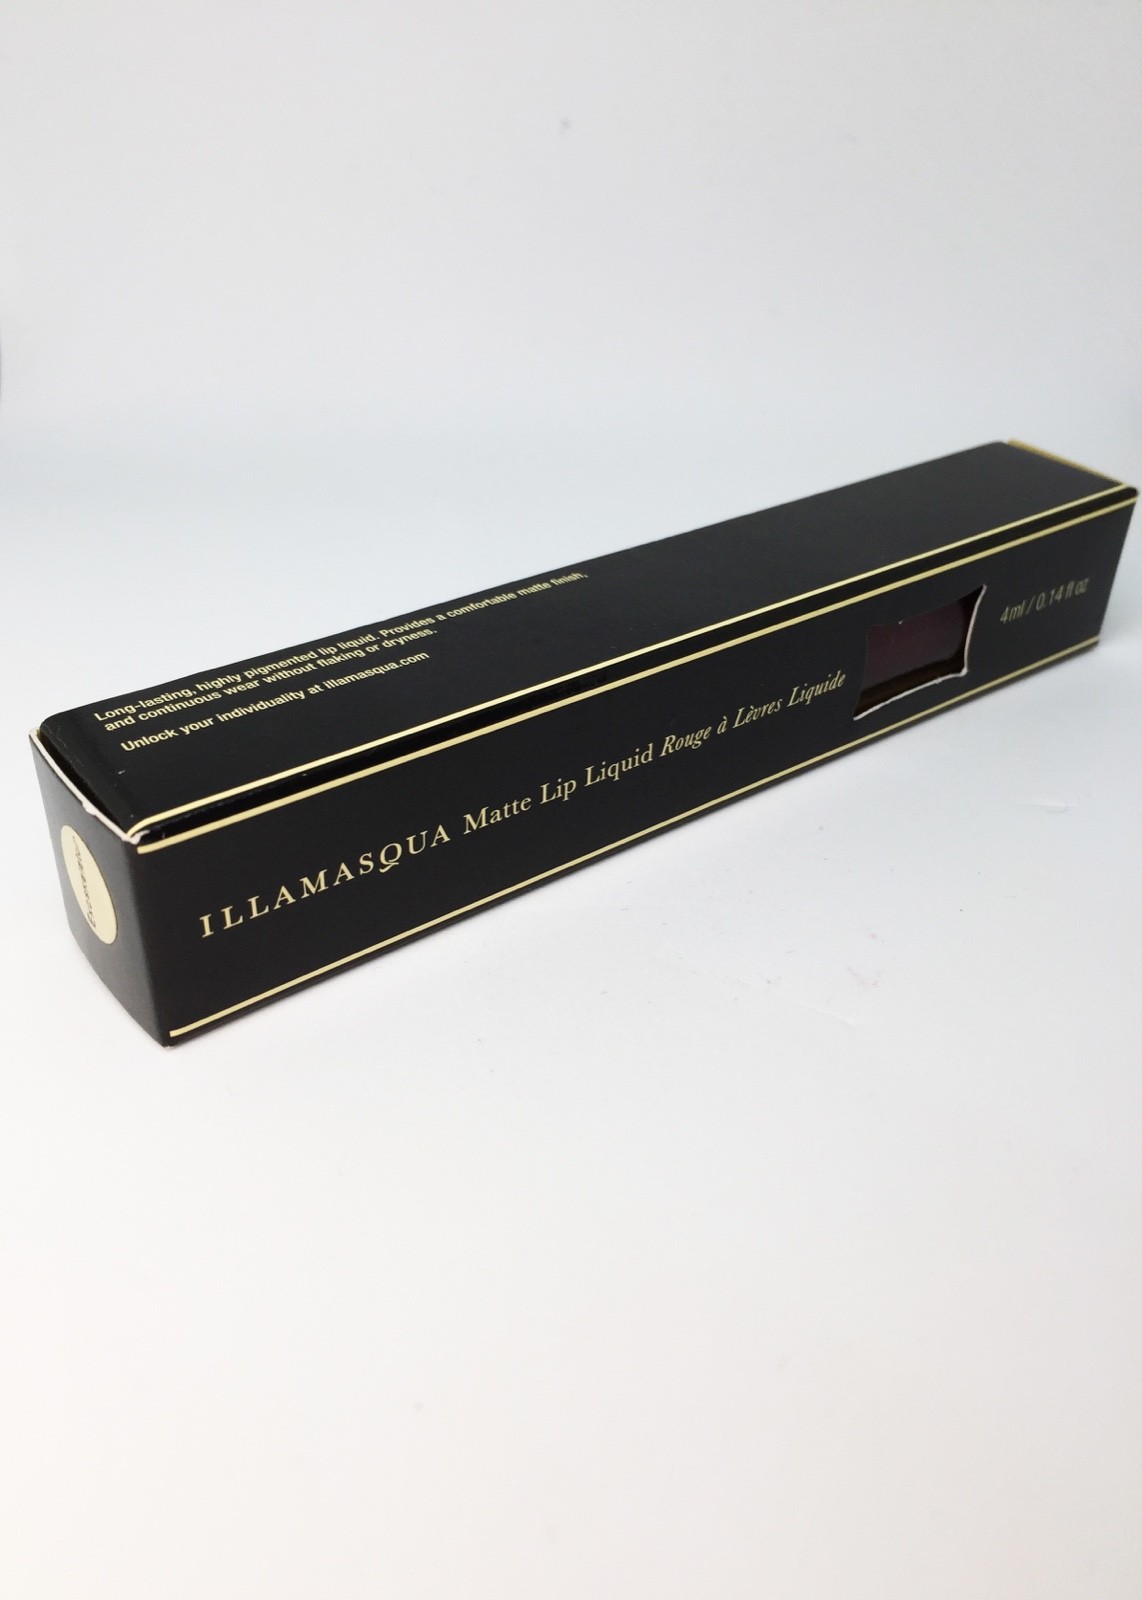 Long-lasting, highly pigmented lip liquid. Provides a comfortable matte finish,
and continuous wear without flaking or dryness.
Unlock your individuality at illamasqua.com
ILLAMASQUA Matte Lip Liquid Rouge à Lèvres Liquide
4ml / 0.14 fl oz